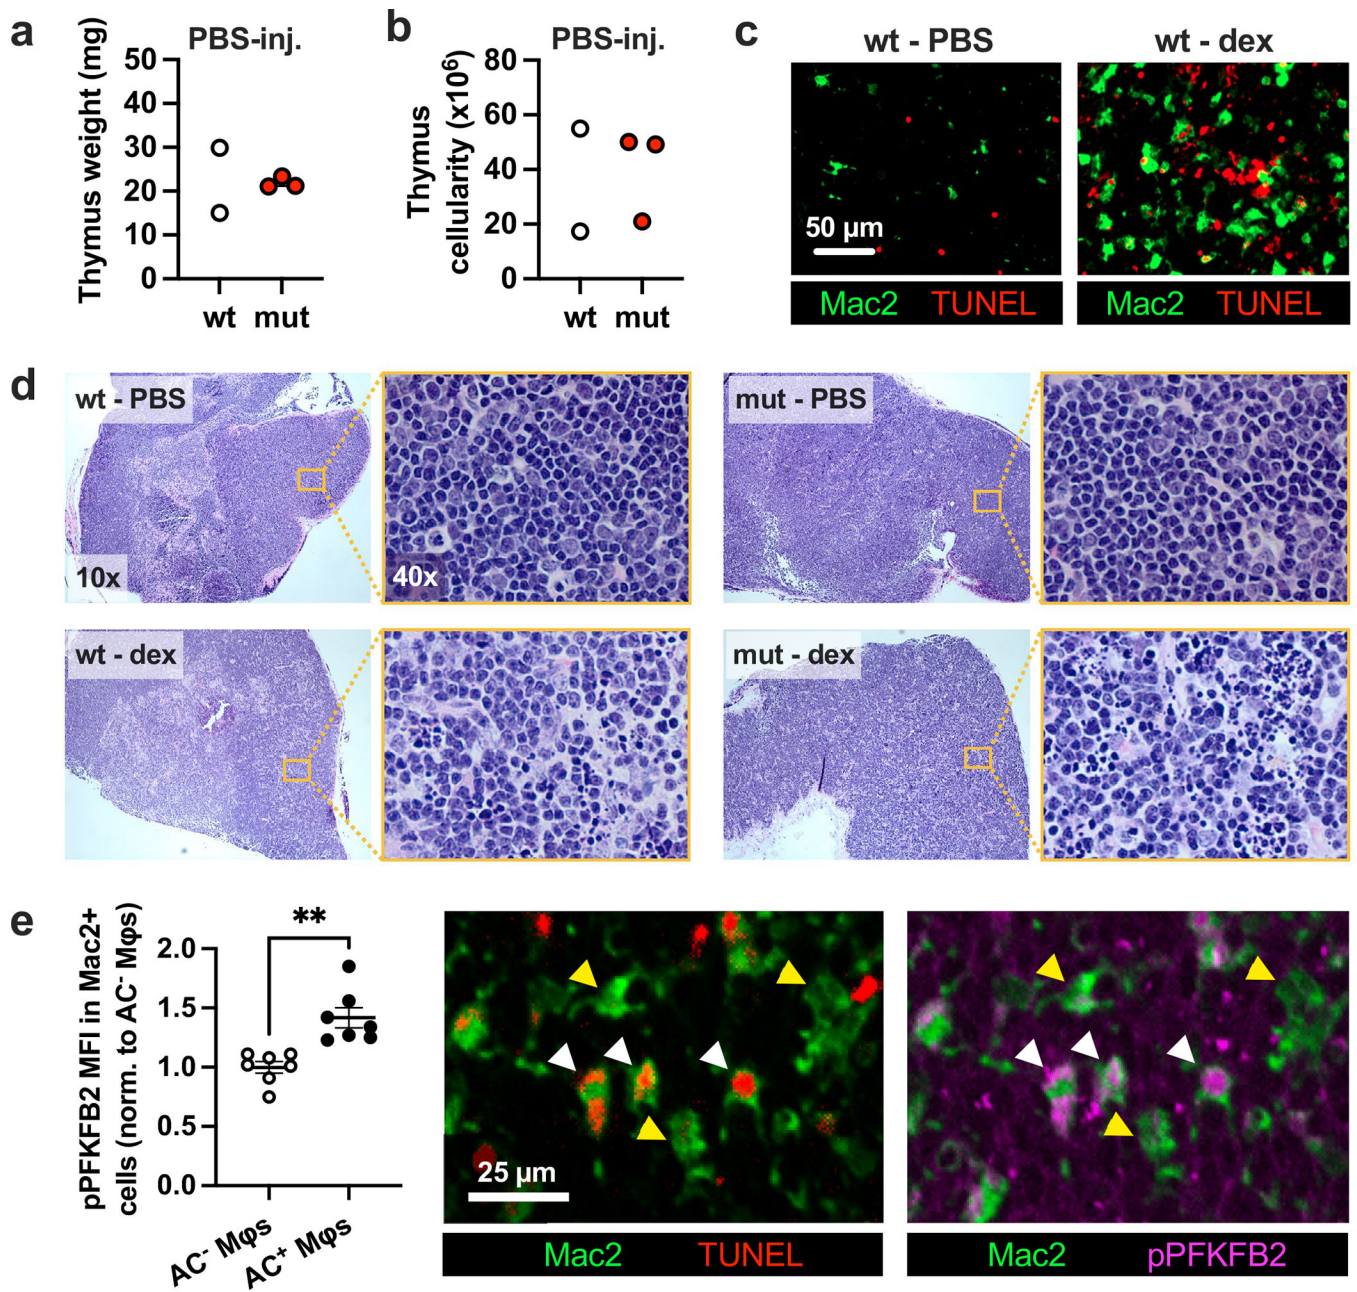 a
PBS-inj.
Thymus weight (mg)
50
40
30
20
10
0
wt
mut
b
PBS-inj.
Thymus
cellularity (x10⁶)
80
60
40
20
0
wt
mut
c
wt - PBS
wt - dex
50 µm
Mac2 TUNEL
Mac2 TUNEL
d
wt - PBS
10x
40x
mut - PBS
wt - dex
mut - dex
e
pPFKFB2 MFI in Mac2+
cells (norm. to AC⁻ Mφs)
**
2.0
1.5
1.0
0.5
0.0
AC⁻ Mφs
AC⁺ Mφs
25 µm
Mac2 TUNEL
Mac2 pPFKFB2